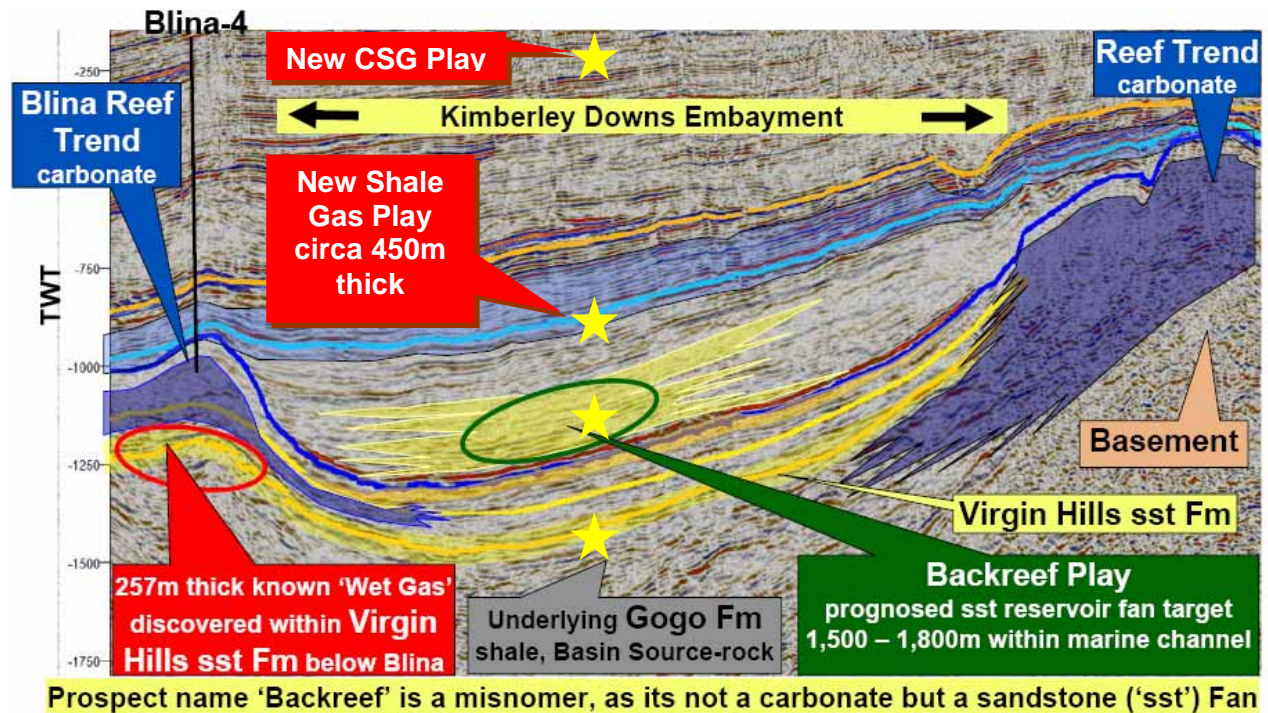 Blina-4
New CSG Play
Reef Trend
carbonate
-250
Blina Reef
Trend
carbonate
Kimberley Downs Embayment
New Shale
Gas Play
circa 450m
thick
TWT
-750
-1000
-1250
-1500
-1750
Basement
Virgin Hills sst Fm
257m thick known ‘Wet Gas’
discovered within Virgin
Hills sst Fm below Blina
Underlying Gogo Fm
shale, Basin Source-rock
Backreef Play
prognosed sst reservoir fan target
1,500 – 1,800m within marine channel
Prospect name ‘Backreef’ is a misnomer, as its not a carbonate but a sandstone (‘sst’) Fan